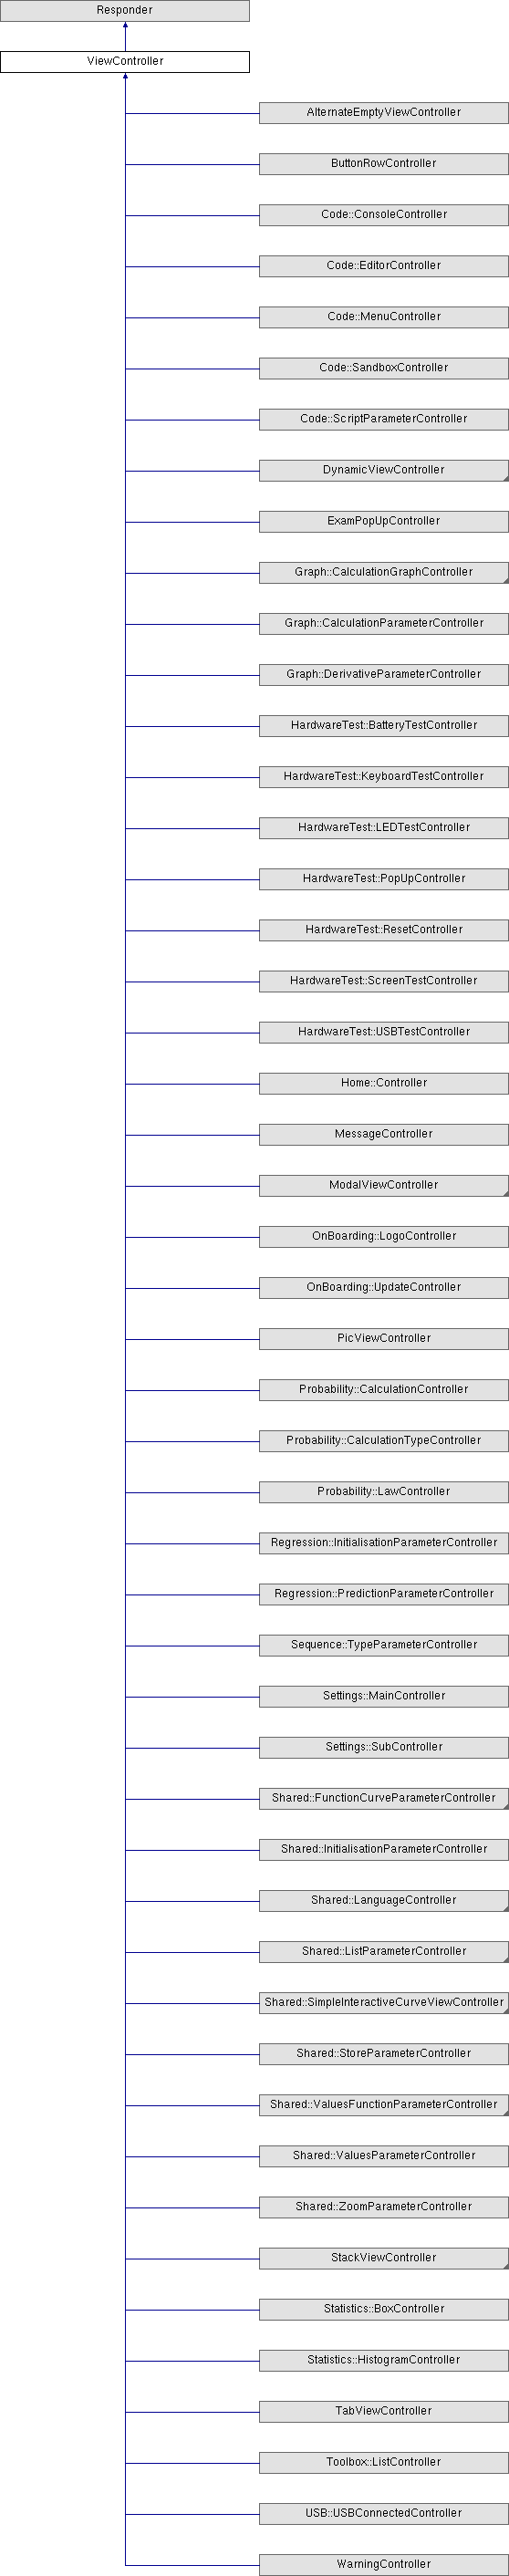 Responder
ViewController
AlternateEmptyViewController
ButtonRowController
Code::ConsoleController
Code::EditorController
Code::MenuController
Code::SandboxController
Code::ScriptParameterController
DynamicViewController
ExamPopUpController
Graph::CalculationGraphController
Graph::CalculationParameterController
Graph::DerivativeParameterController
HardwareTest::BatteryTestController
HardwareTest::KeyboardTestController
HardwareTest::LEDTestController
HardwareTest::PopUpController
HardwareTest::ResetController
HardwareTest::ScreenTestController
HardwareTest::USBTestController
Home::Controller
MessageController
ModalViewController
OnBoarding::LogoController
OnBoarding::UpdateController
PicViewController
Probability::CalculationController
Probability::CalculationTypeController
Probability::LawController
Regression::InitialisationParameterController
Regression::PredictionParameterController
Sequence::TypeParameterController
Settings::MainController
Settings::SubController
Shared::FunctionCurveParameterController
Shared::InitialisationParameterController
Shared::LanguageController
Shared::ListParameterController
Shared::SimpleInteractiveCurveViewController
Shared::StoreParameterController
Shared::ValuesFunctionParameterController
Shared::ValuesParameterController
Shared::ZoomParameterController
StackViewController
Statistics::BoxController
Statistics::HistogramController
TabViewController
Toolbox::ListController
USB::USBConnectedController
WarningController